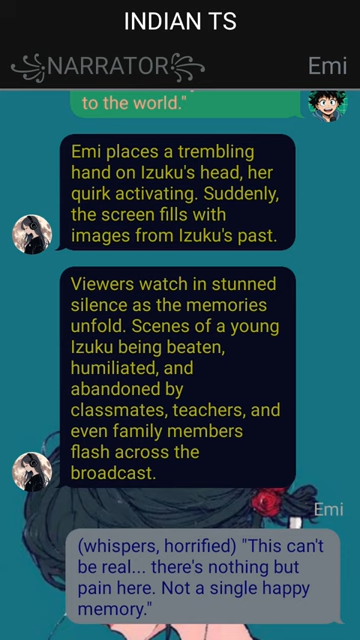 INDIAN TS
NARRATOR
Emi
to the world."
Emi places a trembling
hand on Izuku's head, her
quirk activating. Suddenly,
the screen fills with
images from Izuku's past.
Viewers watch in stunned
silence as the memories
unfold. Scenes of a young
Izuku being beaten,
humiliated, and
abandoned by
classmates, teachers, and
even family members
flash across the
broadcast.
Emi
(whispers, horrified) "This can't
be real... there's nothing but
pain here. Not a single happy
memory."